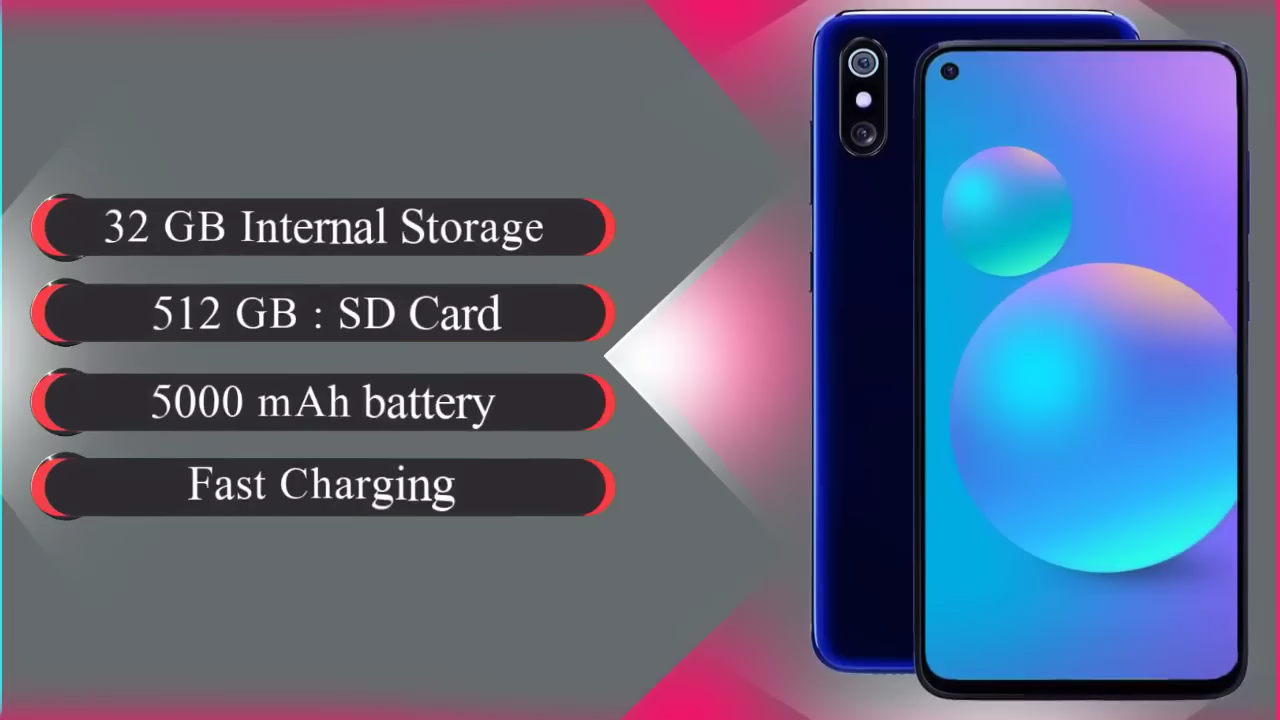 32 GB Internal Storage
512 GB : SD Card
5000 mAh battery
Fast Charging